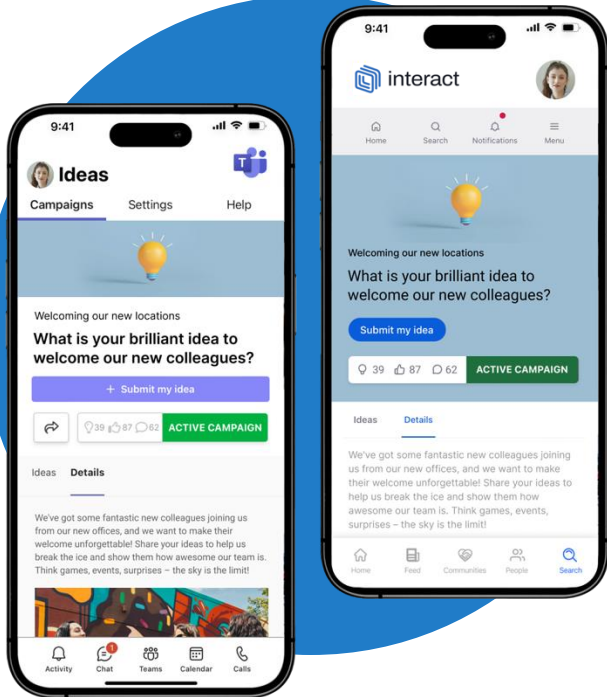 9:41
Ideas
Campaigns Settings Help
Welcoming our new locations
What is your brilliant idea to
welcome our new colleagues?
+ Submit my idea
39 87 62 ACTIVE CAMPAIGN
Ideas Details
We've got some fantastic new colleagues joining us
from our new offices, and we want to make their
welcome unforgettable! Share your ideas to help us
break the ice and show them how awesome our team is.
Think games, events, surprises – the sky is the limit!
1
Activity Chat Teams Calendar Calls
9:41
interact
Home Search Notifications Menu
Welcoming our new locations
What is your brilliant idea to
welcome our new colleagues?
Submit my idea
39 87 62 ACTIVE CAMPAIGN
Ideas Details
We've got some fantastic new colleagues joining
us from our new offices, and we want to make
their welcome unforgettable! Share your ideas to
help us break the ice and show them how
awesome our team is. Think games, events,
surprises – the sky is the limit!
Home Feed Communities People Search